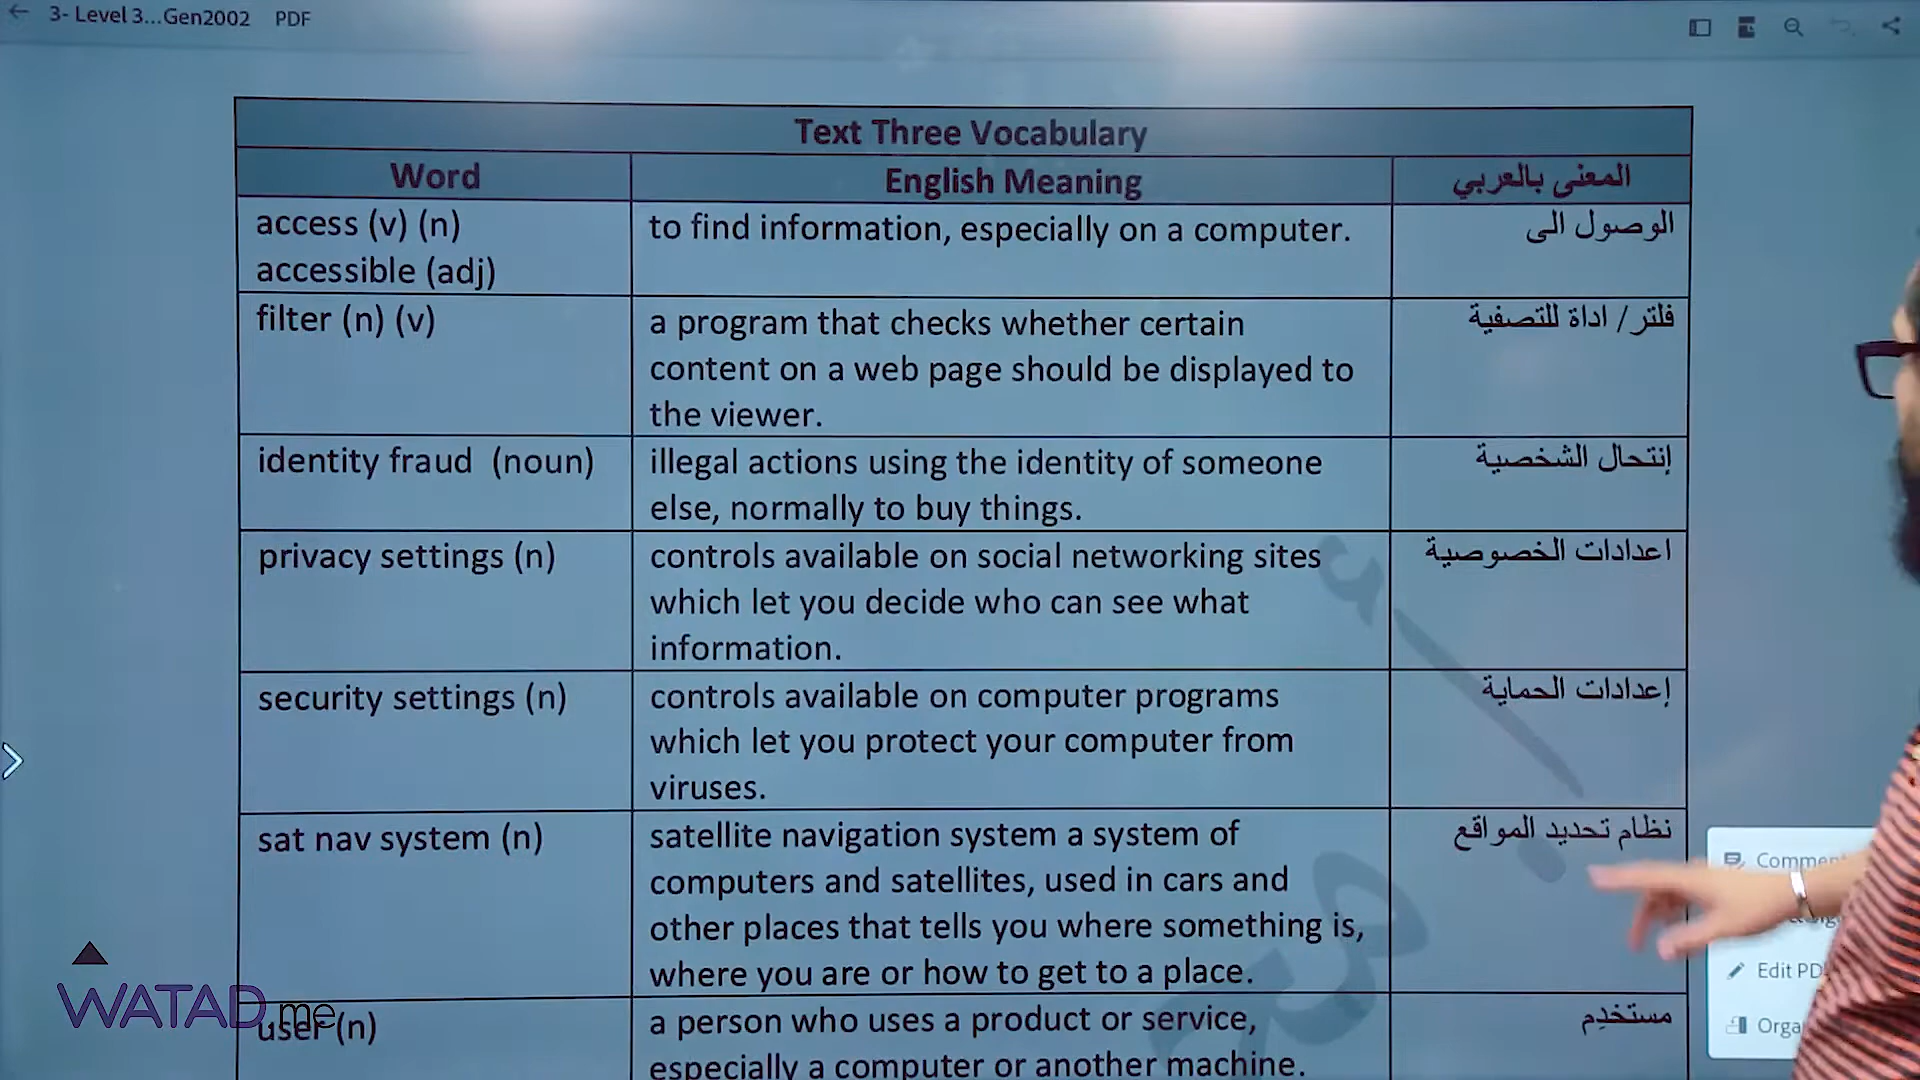 3- Level 3...Gen2002 PDF
Text Three Vocabulary
Word
English Meaning
المعنى بالعربي
access (v) (n)
accessible (adj)
to find information, especially on a computer.
الوصول الى
filter (n) (v)
a program that checks whether certain
content on a web page should be displayed to
the viewer.
فلتر/ اداة للتصفية
identity fraud (noun)
illegal actions using the identity of someone
else, normally to buy things.
إنتحال الشخصية
privacy settings (n)
controls available on social networking sites
which let you decide who can see what
information.
اعدادات الخصوصية
security settings (n)
controls available on computer programs
which let you protect your computer from
viruses.
إعدادات الحماية
sat nav system (n)
satellite navigation system a system of
computers and satellites, used in cars and
other places that tells you where something is,
where you are or how to get to a place.
نظام تحديد المواقع
user (n)
a person who uses a product or service,
especially a computer or another machine.
مستخدِم
Commen
Edit PD
Orga
WATAD.me